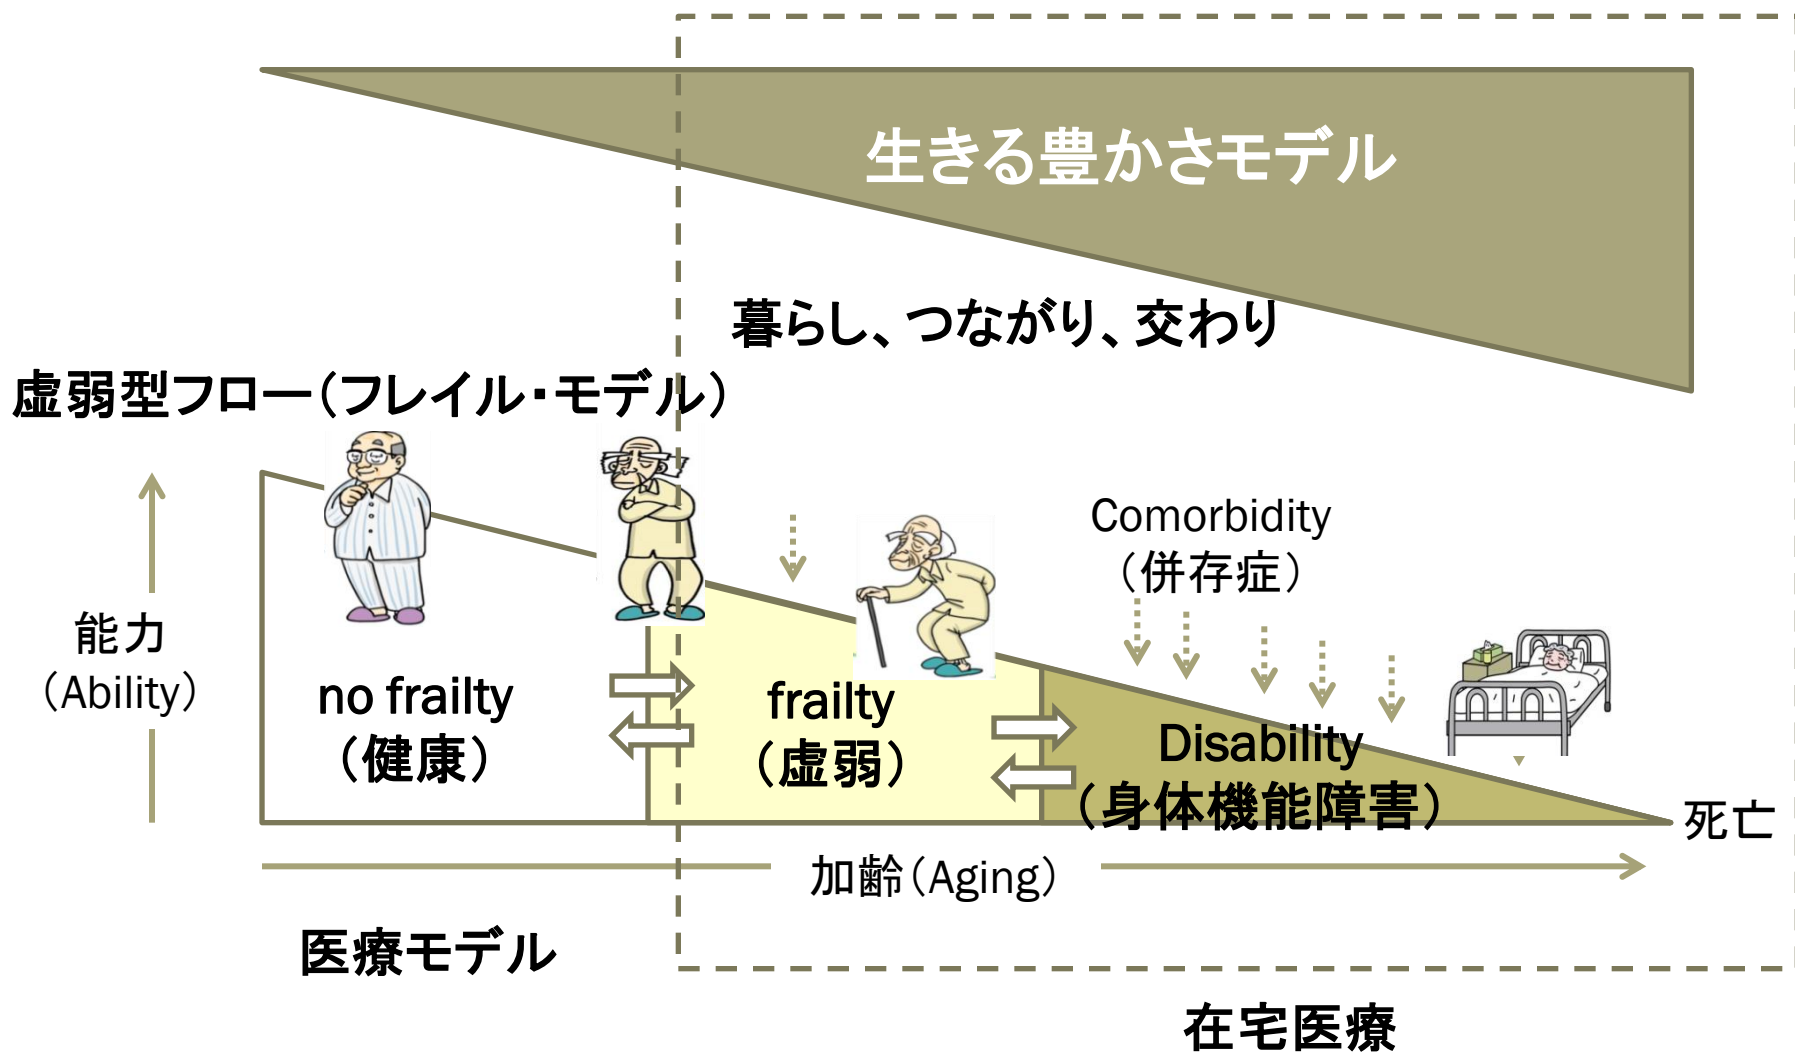 生きる豊かさモデル
暮らし、つながり、交わり
虚弱型フロー（フレイル・モデル）
Comorbidity
（併存症）
能力
（Ability）
no frailty
（健康）
frailty
（虚弱）
Disability
（身体機能障害）
死亡
加齢（Aging）
医療モデル
在宅医療